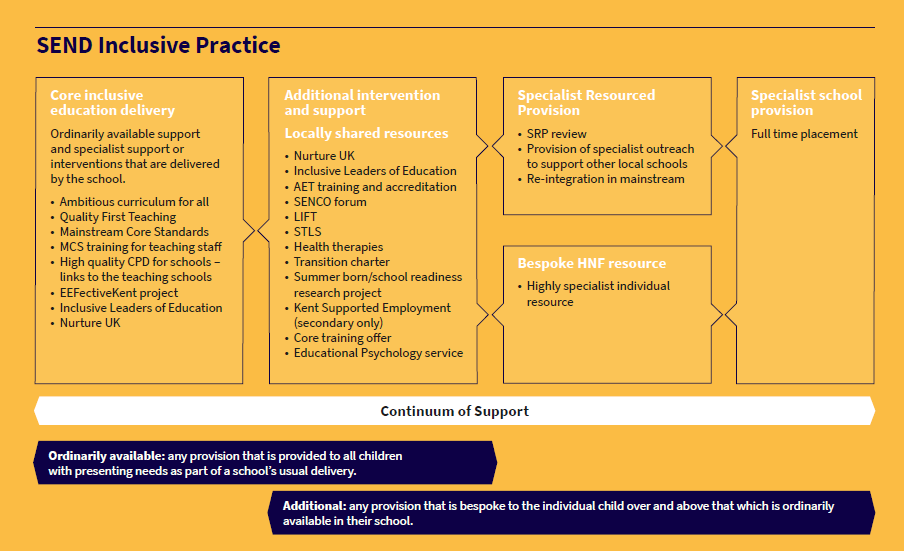 SEND Inclusive Practice
Core inclusive
education delivery
Ordinarily available support
and specialist support or
interventions that are delivered
by the school.
• Ambitious curriculum for all
• Quality First Teaching
• Mainstream Core Standards
• MCS training for teaching staff
• High quality CPD for schools –
links to the teaching schools
• EEFectiveKent project
• Inclusive Leaders of Education
• Nurture UK
Additional intervention
and support
Locally shared resources
• Nurture UK
• Inclusive Leaders of Education
• AET training and accreditation
• SENCO forum
• LIFT
• STLS
• Health therapies
• Transition charter
• Summer born/school readiness
research project
• Kent Supported Employment
(secondary only)
• Core training offer
• Educational Psychology service
Specialist Resourced
Provision
• SRP review
• Provision of specialist outreach
to support other local schools
• Re-integration in mainstream
Bespoke HNF resource
• Highly specialist individual
resource
Specialist school
provision
Full time placement
Continuum of Support
Ordinarily available: any provision that is provided to all children
with presenting needs as part of a school's usual delivery.
Additional: any provision that is bespoke to the individual child over and above that which is ordinarily
available in their school.